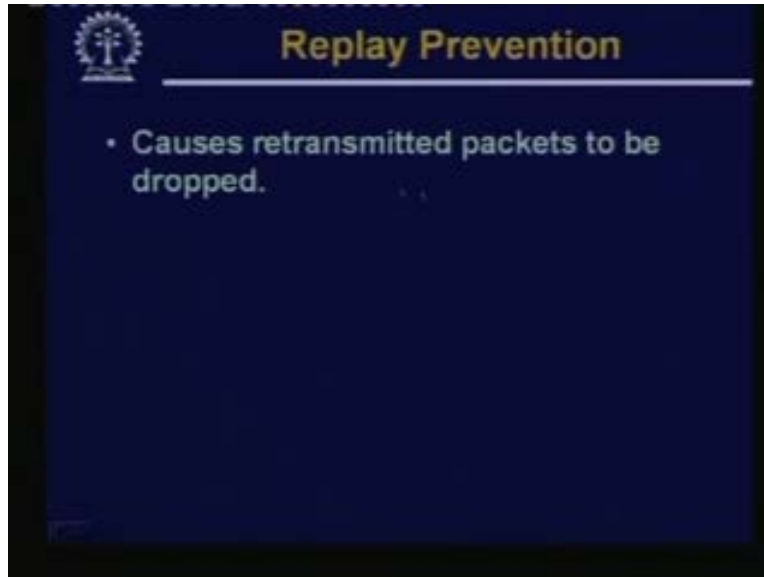 Replay Prevention
• Causes retransmitted packets to be
dropped.